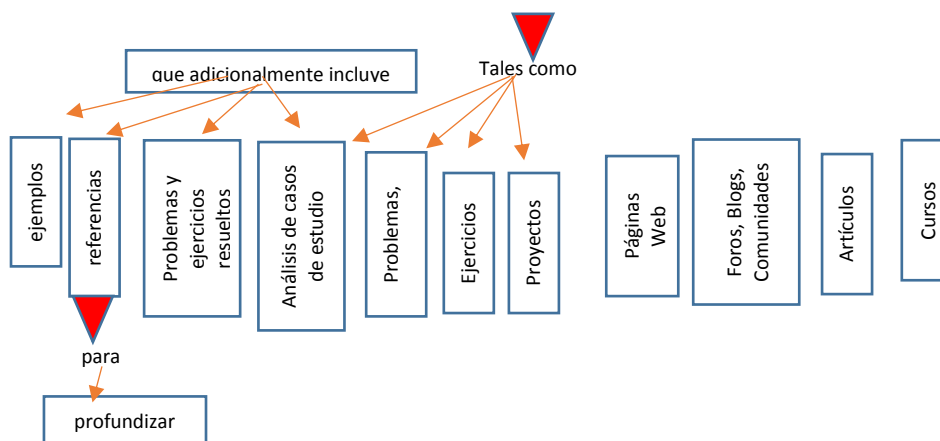 que adicionalmente incluye
Tales como
ejemplos
referencias
Problemas y
ejercicios
resueltos
Análisis de casos
de estudio
Problemas,
Ejercicios
Proyectos
Páginas
Web
Foros, Blogs,
Comunidades
Artículos
Cursos
para
profundizar